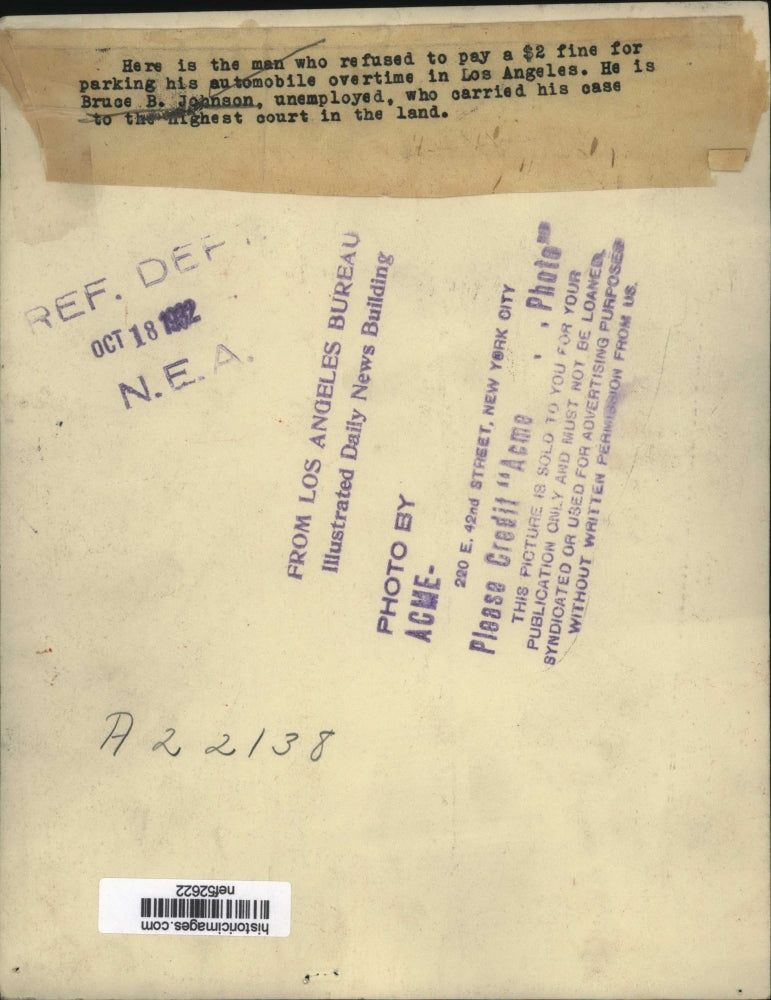 Here is the man who refused to pay a $2 fine for
parking his automobile overtime in Los Angeles. He is
Bruce B. Johnson, unemployed, who carried his case
to the highest court in the land.
REF. DEPT.
OCT 18 1932
N.E.A.
FROM LOS ANGELES BUREAU
Illustrated Daily News Building
PHOTO BY
ACME-
220 E. 42nd STREET, NEW YORK CITY
Please Credit "Acme Photo"
THIS PICTURE IS SOLD TO YOU FOR YOUR
PUBLICATION ONLY AND MUST NOT BE LOANED,
SYNDICATED OR USED FOR ADVERTISING PURPOSES
WITHOUT WRITTEN PERMISSION FROM US.
A22138
historicimages.com
nef52622